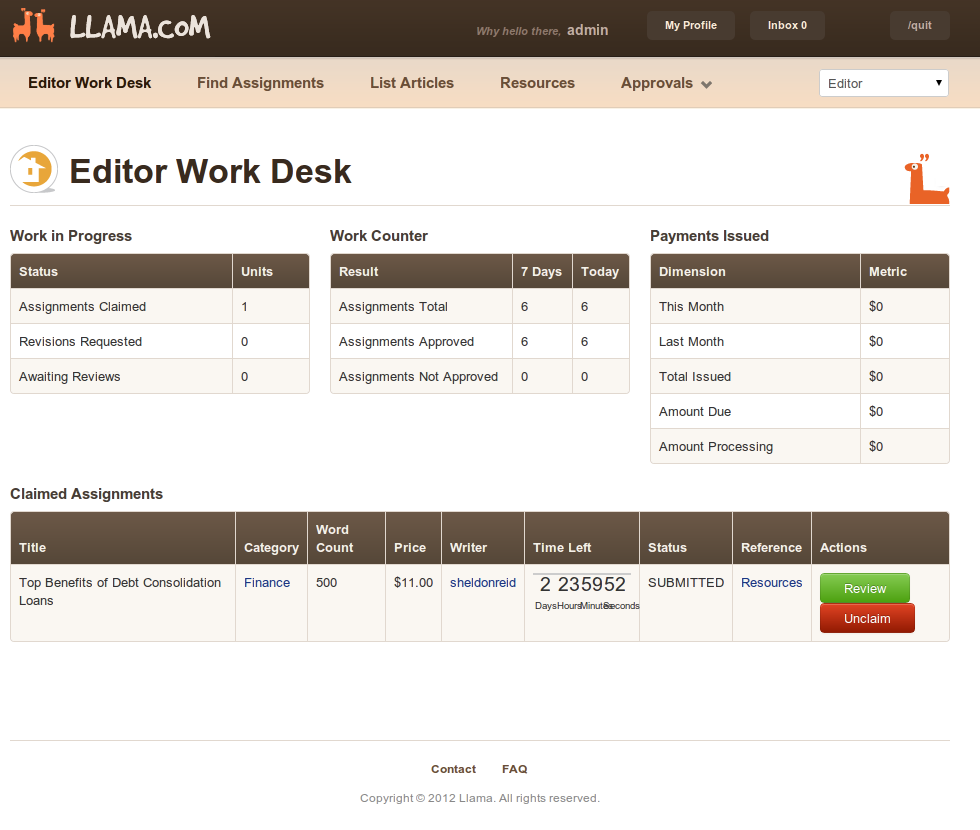 LLAMA.COM
Why hello there, admin
My Profile
Inbox 0
/quit
Editor Work Desk
Find Assignments
List Articles
Resources
Approvals
Editor
Editor Work Desk
Work in Progress
Status Units
Assignments Claimed 1
Revisions Requested 0
Awaiting Reviews 0
Work Counter
Result 7 Days Today
Assignments Total 6 6
Assignments Approved 6 6
Assignments Not Approved 0 0
Payments Issued
Dimension Metric
This Month $0
Last Month $0
Total Issued $0
Amount Due $0
Amount Processing $0
Claimed Assignments
Title Category Word Count Price Writer Time Left Status Reference Actions
Top Benefits of Debt Consolidation
Loans
Finance
500
$11.00
sheldonreid
2 23 59 52
Days Hours Minutes Seconds
SUBMITTED
Resources
Review
Unclaim
Contact FAQ
Copyright © 2012 Llama. All rights reserved.